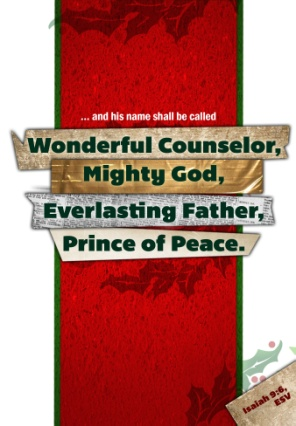 ... and his name shall be called
Wonderful Counselor,
Mighty God,
Everlasting Father,
Prince of Peace.
Isaiah 9:6,
ESV